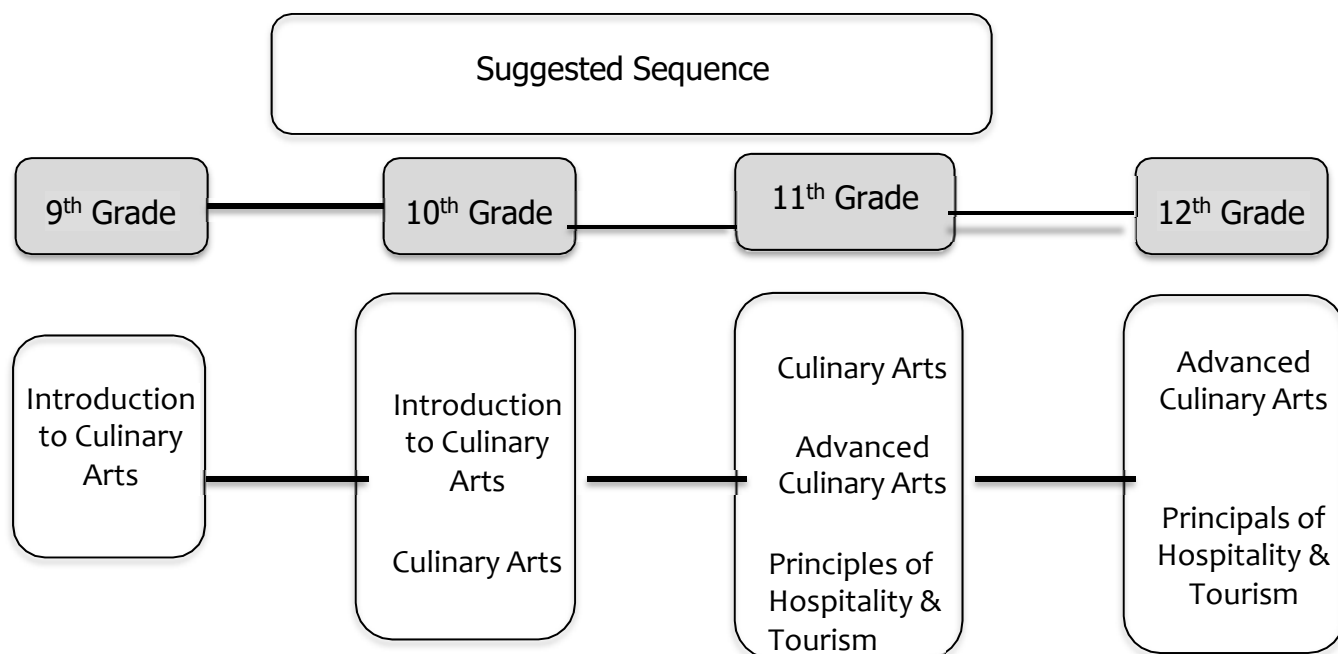 Suggested Sequence
9th Grade
10th Grade
11th Grade
12th Grade
Introduction
to Culinary
Arts
Introduction
to Culinary
Arts
Culinary Arts
Culinary Arts
Advanced
Culinary Arts
Principles of
Hospitality &
Tourism
Advanced
Culinary Arts
Principals of
Hospitality &
Tourism